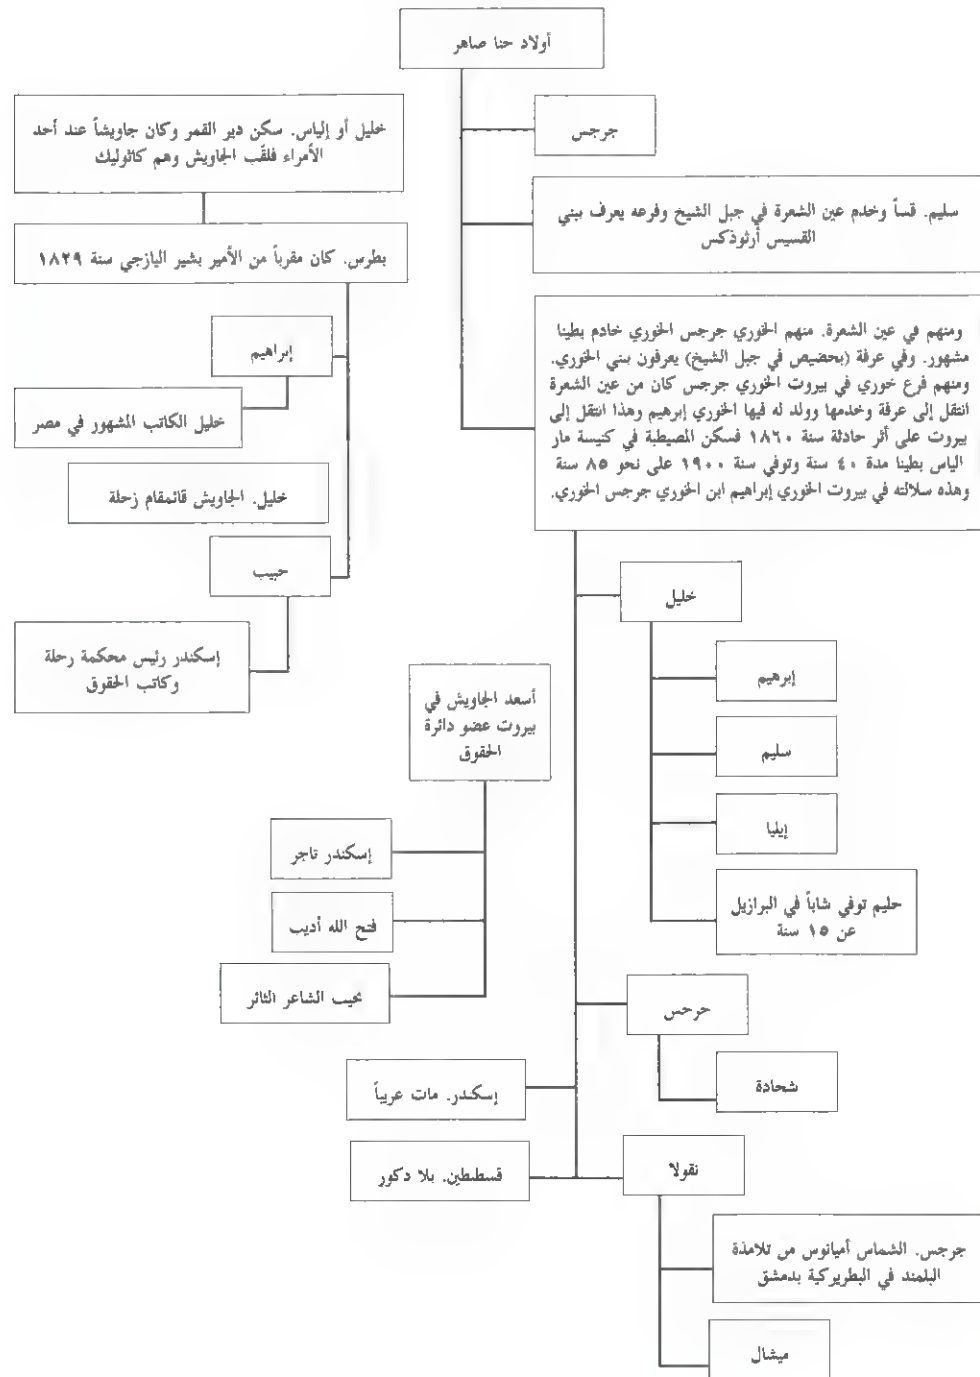 أولاد حنا صاهر
جرجس
سليم. قساً وخدم عين الشعرة في جبل الشيخ وفرعه يعرف ببني
القسيس أرثوذكس
ومنهم في عين الشعرة. منهم الخوري جرجس الخوري خادم بطينا
مشهور. وفي عرفة (بحضيص في جبل الشيخ) يعرفون ببني الخوري.
ومنهم فرع خوري في بيروت الخوري جرجس كان من عين الشعرة
انتقل إلى عرفة وخدمها وولد له فيها الخوري إبرهيم وهذا انتقل إلى
بيروت على أثر حادثة سنة ١٨٦٠ فسكن المصيطبة في كنيسة مار
الياس بطينا مدة ٤٠ سنة وتوفي سنة ١٩٠٠ على نحو ٨٥ سنة
وهذه سلالته في بيروت الخوري إبراهيم ابن الخوري جرجس الخوري.
خليل أو إلياس. سكن دير القمر وكان جاويشاً عند أحد
الأمراء فلقّب الجاويش وهم كاثوليك
بطرس. كان مقرباً من الأمير بشير اليازجي سنة ١٨٢٩
إبراهيم
خليل الكاتب المشهور في مصر
خليل. الجاويش قائمقام زحلة
حبيب
إسكندر رئيس محكمة رحلة
وكاتب الحقوق
أسعد الجاويش في
بيروت عضو دائرة
الحقوق
إسكندر تاجر
فتح الله أديب
نجيب الشاعر الثائر
خليل
إبرهيم
سليم
إيليا
حليم توفي شاباً في البرازيل
عن ١٥ سنة
حرحس
شحادة
إسكندر. مات عريباً
قسطنطين. بلا دكور
نقولا
جرجس. الشماس أميانوس من تلامذة
البلمند في البطريركية بدمشق
ميشال